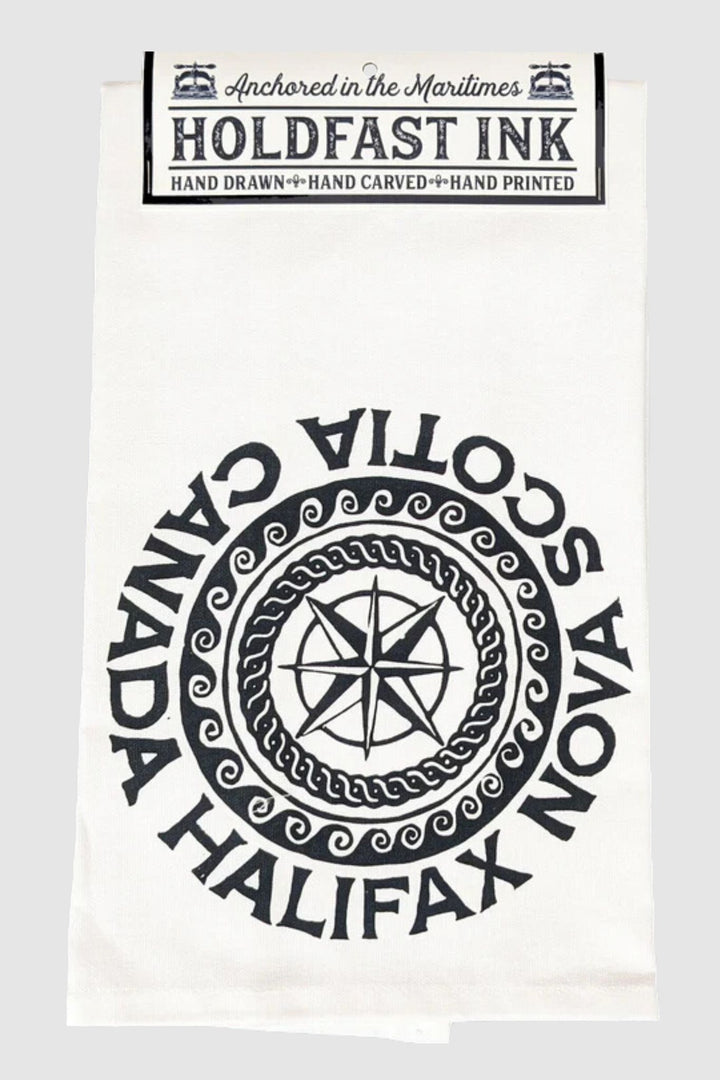 Anchored in the Maritimes
HOLDFAST INK
HAND DRAWN HAND CARVED HAND PRINTED
HALIFAX NOVA SCOTIA CANADA